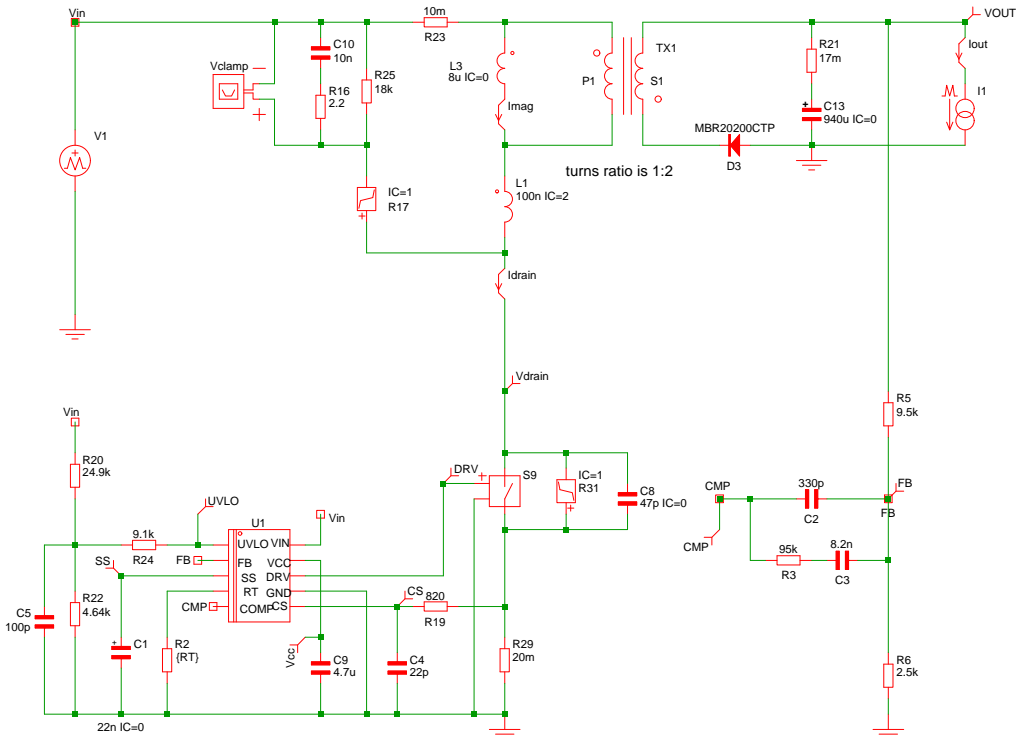 Vin
10m
R23
VOUT
C10
10n
R25
18k
L3
8u IC=0
TX1
P1
S1
R21
17m
Iout
Vclamp
R16
2.2
Imag
C13
940u IC=0
I1
V1
MBR20200CTP
D3
turns ratio is 1:2
IC=1
R17
L1
100n IC=2
Idrain
Vdrain
R5
9.5k
Vin
R20
24.9k
DRV
S9
IC=1
R31
C8
47p IC=0
CMP
330p
C2
FB
FB
CMP
UVLO
9.1k
R24
U1
Vin
UVLO VIN
FB VCC
SS DRV
RT GND
COMP CS
FB
SS
CMP
CS
820
R19
95k
R3
8.2n
C3
C5
100p
R22
4.64k
C1
R2
{RT}
Vcc
C9
4.7u
C4
22p
R29
20m
R6
2.5k
22n IC=0